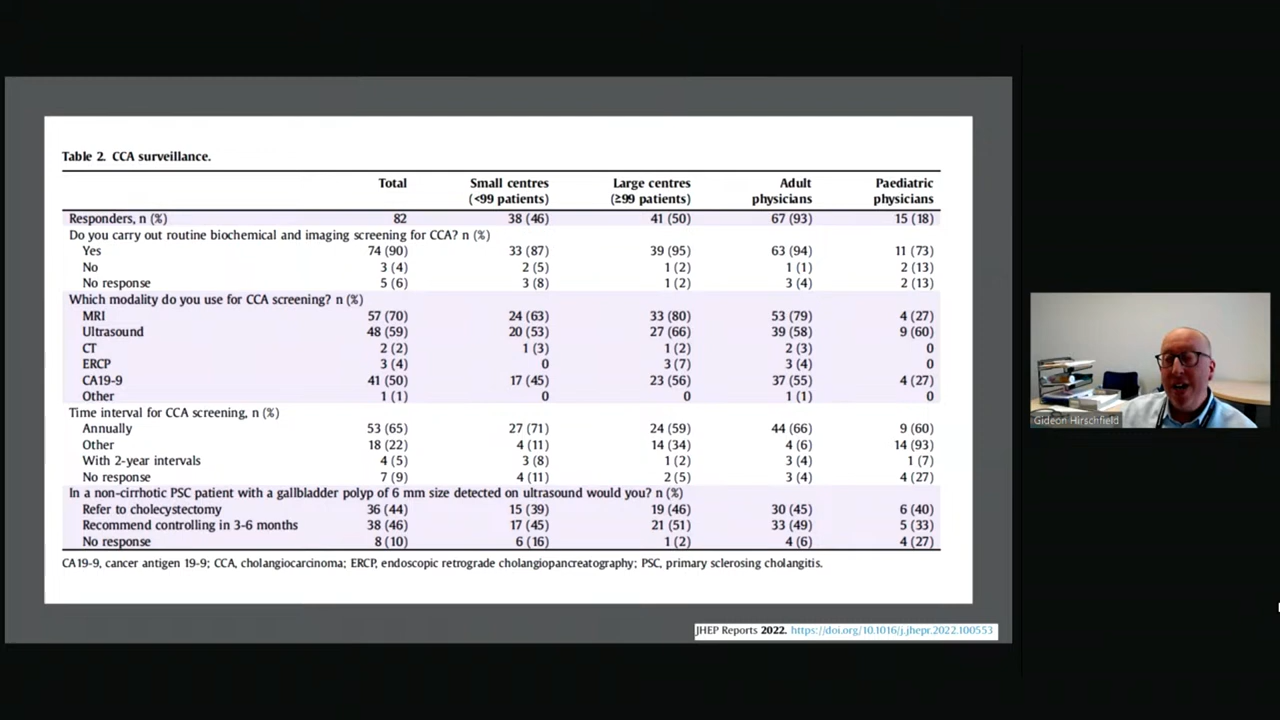 Table 2. CCA surveillance.
Total Small centres (<99 patients) Large centres (≥99 patients) Adult physicians Paediatric physicians
Responders, n (%) 82 38 (46) 41 (50) 67 (93) 15 (18)
Do you carry out routine biochemical and imaging screening for CCA? n (%)
Yes 74 (90) 33 (87) 39 (95) 63 (94) 11 (73)
No 3 (4) 2 (5) 1 (2) 1 (1) 2 (13)
No response 5 (6) 3 (8) 1 (2) 3 (4) 2 (13)
Which modality do you use for CCA screening? n (%)
MRI 57 (70) 24 (63) 33 (80) 53 (79) 4 (27)
Ultrasound 48 (59) 20 (53) 27 (66) 39 (58) 9 (60)
CT 2 (2) 1 (3) 1 (2) 2 (3) 0
ERCP 3 (4) 0 3 (7) 3 (4) 0
CA19-9 41 (50) 17 (45) 23 (56) 37 (55) 4 (27)
Other 1 (1) 0 0 1 (1) 0
Time interval for CCA screening, n (%)
Annually 53 (65) 27 (71) 24 (59) 44 (66) 9 (60)
Other 18 (22) 4 (11) 14 (34) 4 (6) 14 (93)
With 2-year intervals 4 (5) 3 (8) 1 (2) 3 (4) 1 (7)
No response 7 (9) 4 (11) 2 (5) 3 (4) 4 (27)
In a non-cirrhotic PSC patient with a gallbladder polyp of 6 mm size detected on ultrasound would you? n (%)
Refer to cholecystectomy 36 (44) 15 (39) 19 (46) 30 (45) 6 (40)
Recommend controlling in 3-6 months 38 (46) 17 (45) 21 (51) 33 (49) 5 (33)
No response 8 (10) 6 (16) 1 (2) 4 (6) 4 (27)
CA19-9, cancer antigen 19-9; CCA, cholangiocarcinoma; ERCP, endoscopic retrograde cholangiopancreatography; PSC, primary sclerosing cholangitis.
JHEP Reports 2022. https://doi.org/10.1016/j.jhepr.2022.100553
Gideon Hirschfield